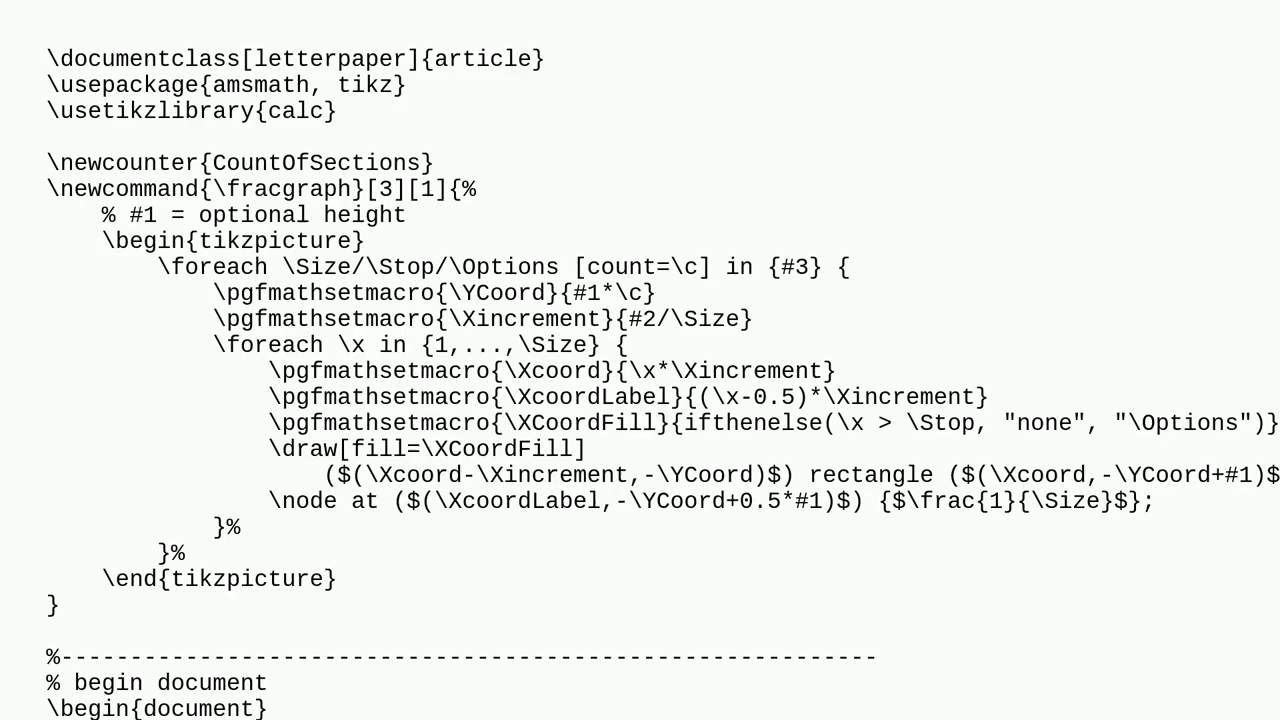 \documentclass[letterpaper]{article}
\usepackage{amsmath, tikz}
\usetikzlibrary{calc}

\newcounter{CountOfSections}
\newcommand{\fracgraph}[3][1]{%
    % #1 = optional height
    \begin{tikzpicture}
        \foreach \Size/\Stop/\Options [count=\c] in {#3} {
            \pgfmathsetmacro{\YCoord}{#1*\c}
            \pgfmathsetmacro{\Xincrement}{#2/\Size}
            \foreach \x in {1,...,\Size} {
                \pgfmathsetmacro{\Xcoord}{\x*\Xincrement}
                \pgfmathsetmacro{\XcoordLabel}{(\x-0.5)*\Xincrement}
                \pgfmathsetmacro{\XCoordFill}{ifthenelse(\x > \Stop, "none", "\Options")}
                \draw[fill=\XCoordFill]
                    ($(\Xcoord-\Xincrement,-\YCoord)$) rectangle ($(\Xcoord,-\YCoord+#1)$
                \node at ($(\XcoordLabel,-\YCoord+0.5*#1)$) {$\frac{1}{\Size}$};
            }%
        }%
    \end{tikzpicture}
}

%-----------------------------------------------------------
% begin document
\begin{document}